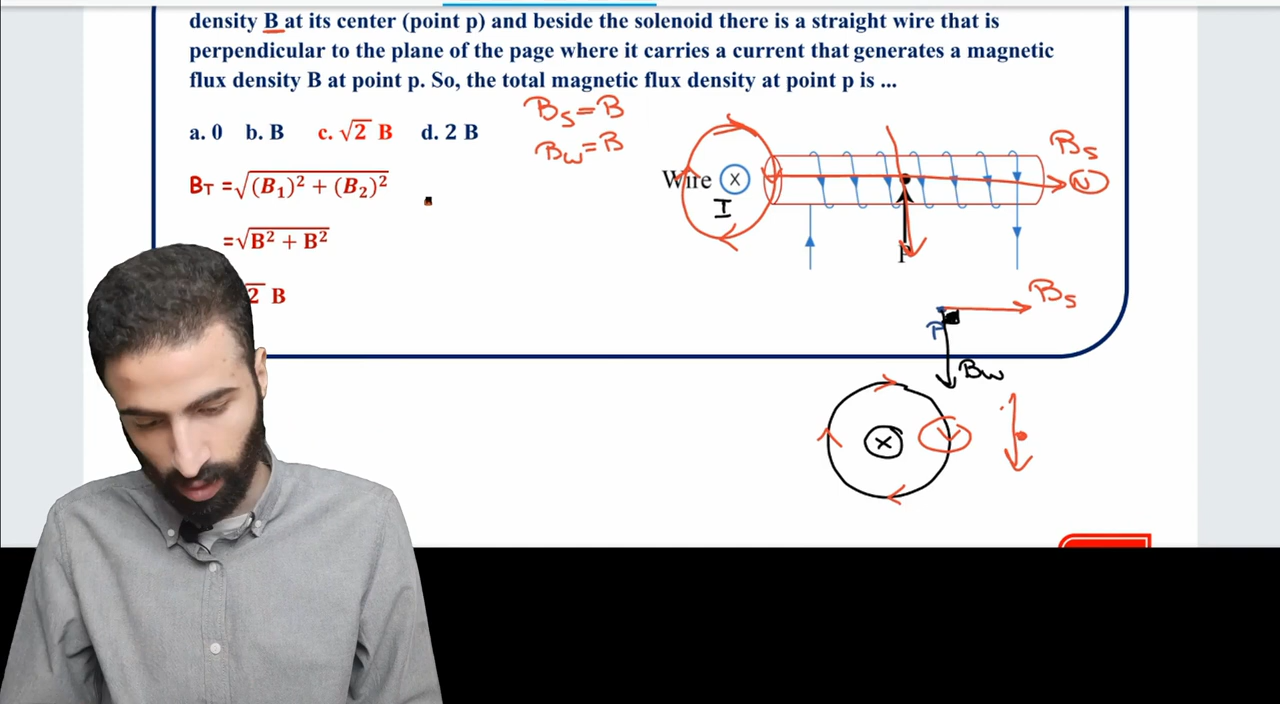 density B at its center (point p) and beside the solenoid there is a straight wire that is
perpendicular to the plane of the page where it carries a current that generates a magnetic
flux density B at point p. So, the total magnetic flux density at point p is ...
a. 0 b. B c. √2 B d. 2 B
Bs = B
Bw = B
BT =√(B1)² + (B2)²
=√B² + B²
2 B
Wire X
I
Bs
N
P
Bs
P
Bw
X